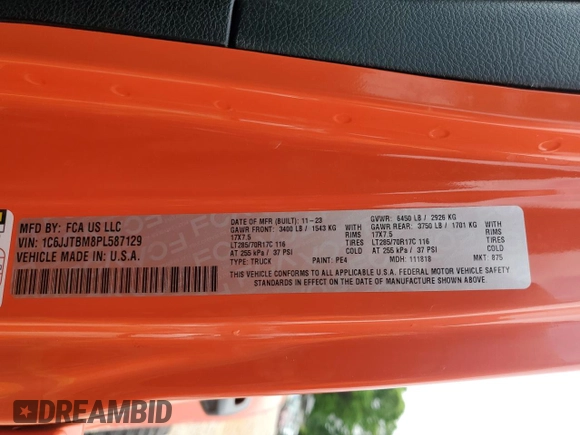 MFD BY: FCA US LLC
VIN: 1C6JJTBM8PL587129
VEHICLE MADE IN: U.S.A.
DATE OF MFR (BUILT): 11-23 GVWR: 6450 LB / 2926 KG
GAWR FRONT: 3400 LB / 1543 KG WITH GAWR REAR: 3750 LB / 1701 KG WITH
17X7.5 RIMS 17X7.5 RIMS
LT285/70R17C 116 TIRES LT285/70R17C 116 TIRES
AT 255 kPa / 37 PSI COLD AT 255 kPa / 37 PSI COLD
TYPE: TRUCK PAINT: PE4 MDH: 111818 MKT: 875
THIS VEHICLE CONFORMS TO ALL APPLICABLE U.S.A. FEDERAL MOTOR VEHICLE SAFETY
STANDARDS IN EFFECT ON THE DATE OF MANUFACTURE SHOWN ABOVE
DREAMBID